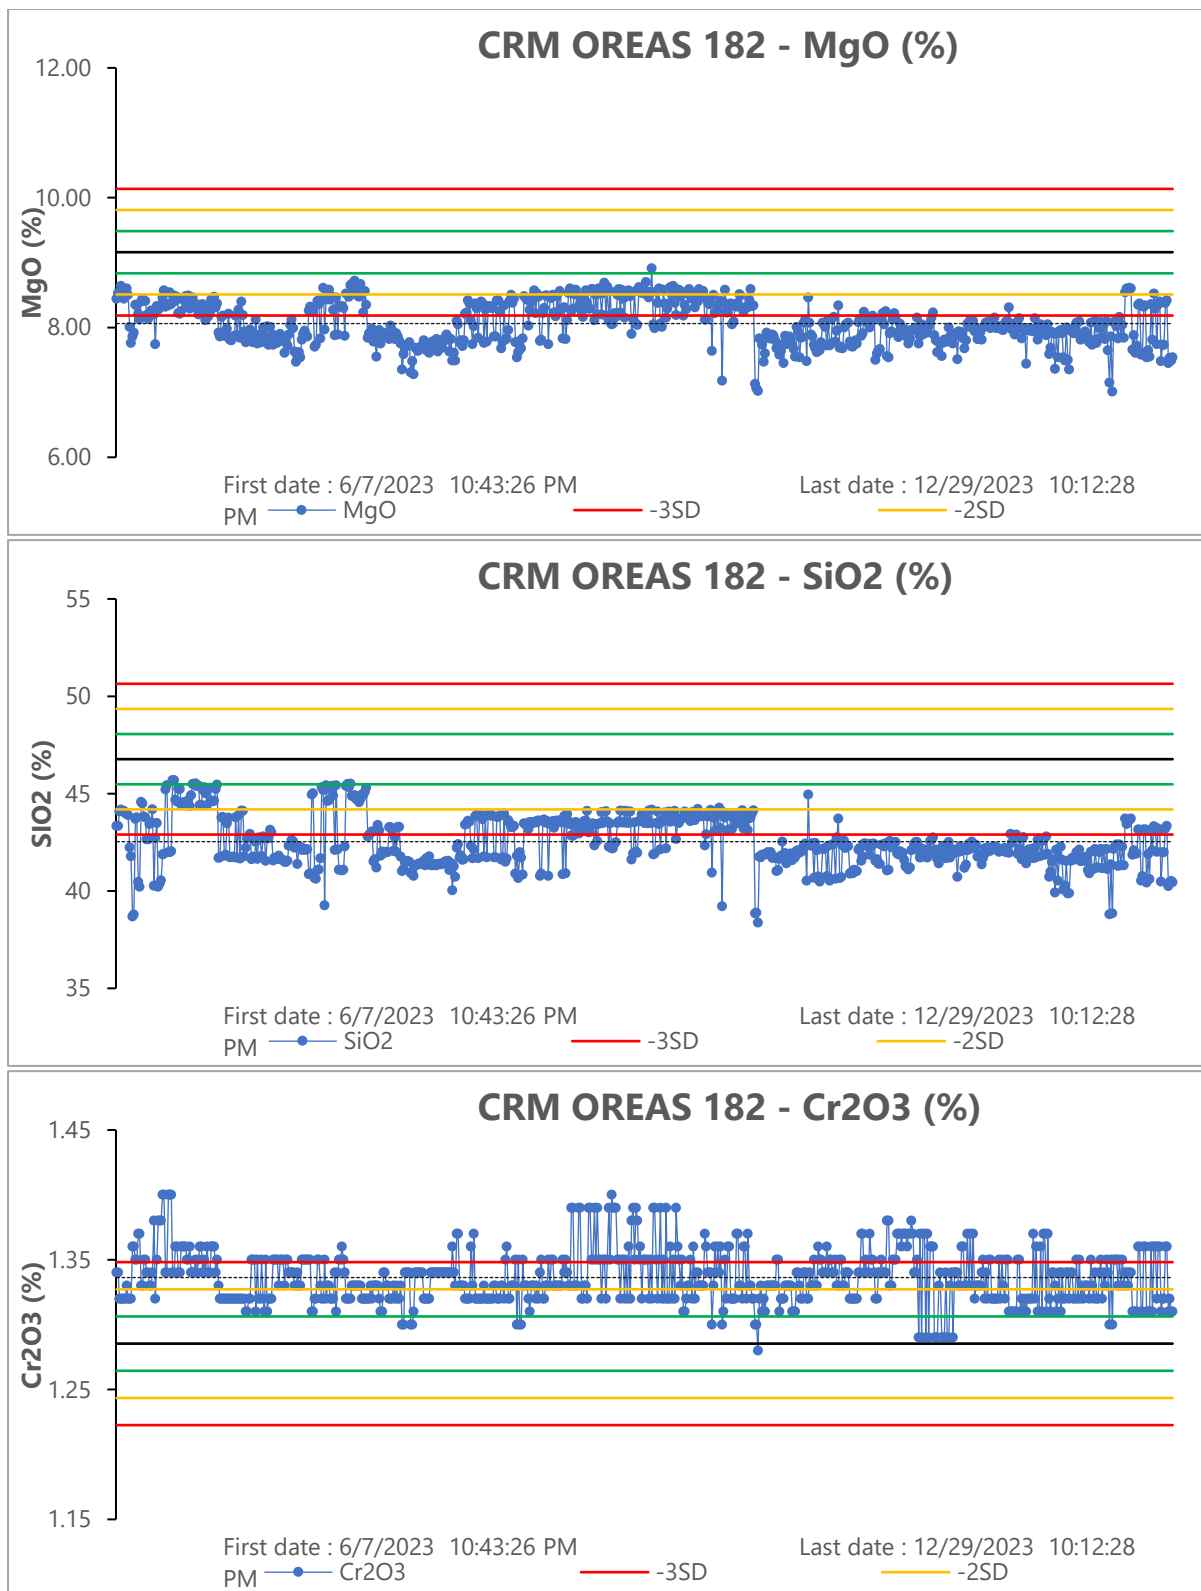 CRM OREAS 182 - MgO (%)
12.00
10.00
8.00
6.00
MgO (%)
First date : 6/7/2023 10:43:26 PM Last date : 12/29/2023 10:12:28
PM MgO -3SD -2SD
CRM OREAS 182 - SiO2 (%)
55
50
45
40
35
SIO2 (%)
First date : 6/7/2023 10:43:26 PM Last date : 12/29/2023 10:12:28
PM SiO2 -3SD -2SD
CRM OREAS 182 - Cr2O3 (%)
1.45
1.35
1.25
1.15
Cr2O3 (%)
First date : 6/7/2023 10:43:26 PM Last date : 12/29/2023 10:12:28
PM Cr2O3 -3SD -2SD